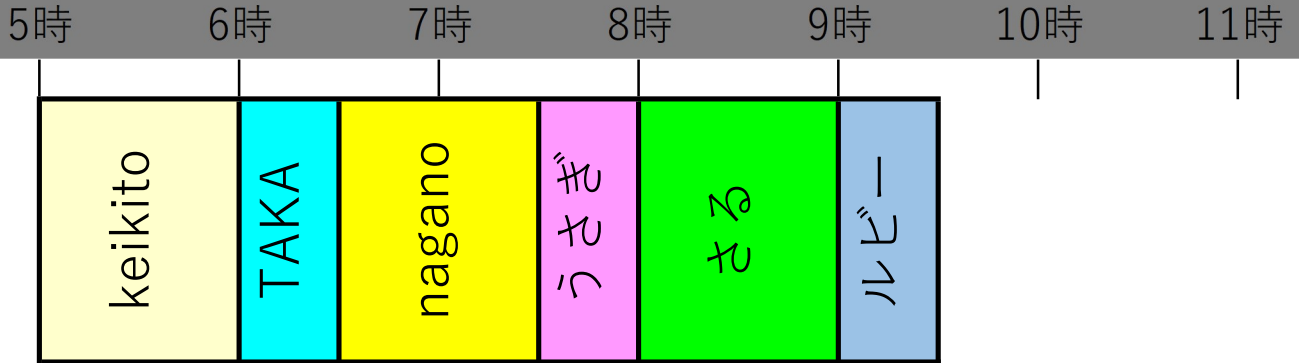 5時 6時 7時 8時 9時 10時 11時
keikito
TAKA
nagano
うさぎ
さる
ルビー